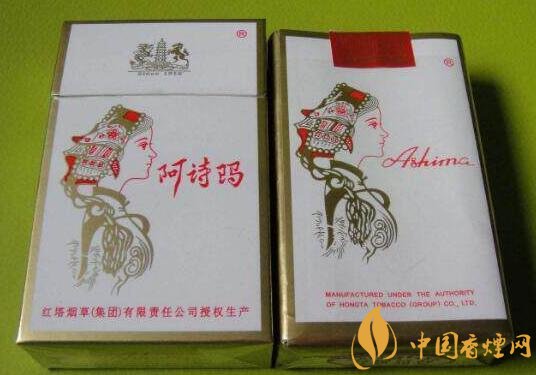 ®
阿诗玛
红塔烟草(集团)有限责任公司授权生产
®
Ashima
MANUFACTURED UNDER THE AUTHORITY
OF HONGTA TOBACCO (GROUP) CO., LTD.
中国香煙网